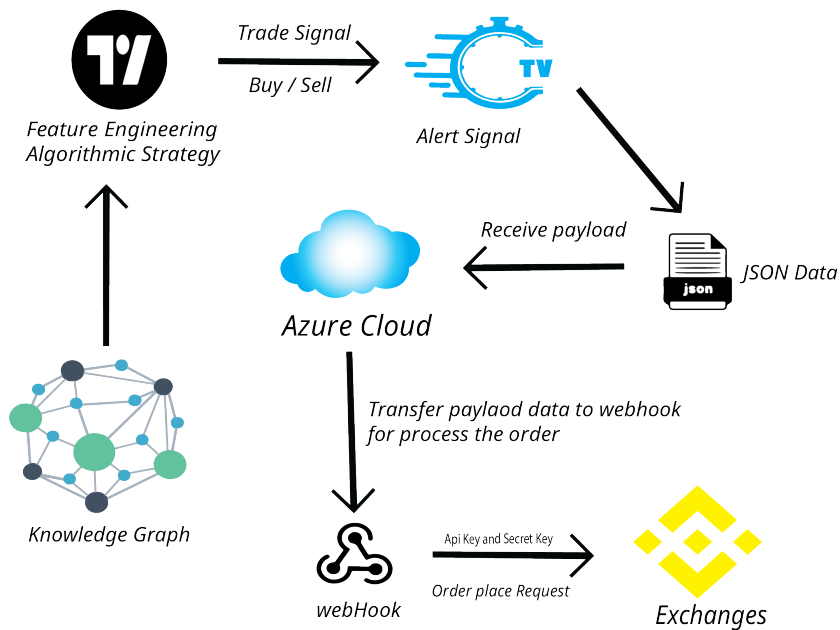 Trade Signal
Buy / Sell
TV
TV
Feature Engineering
Algorithmic Strategy
Alert Signal
Receive payload
json
JSON Data
Azure Cloud
Transfer paylaod data to webhook
for process the order
Knowledge Graph
Api Key and Secret Key
Order place Request
webHook
Exchanges